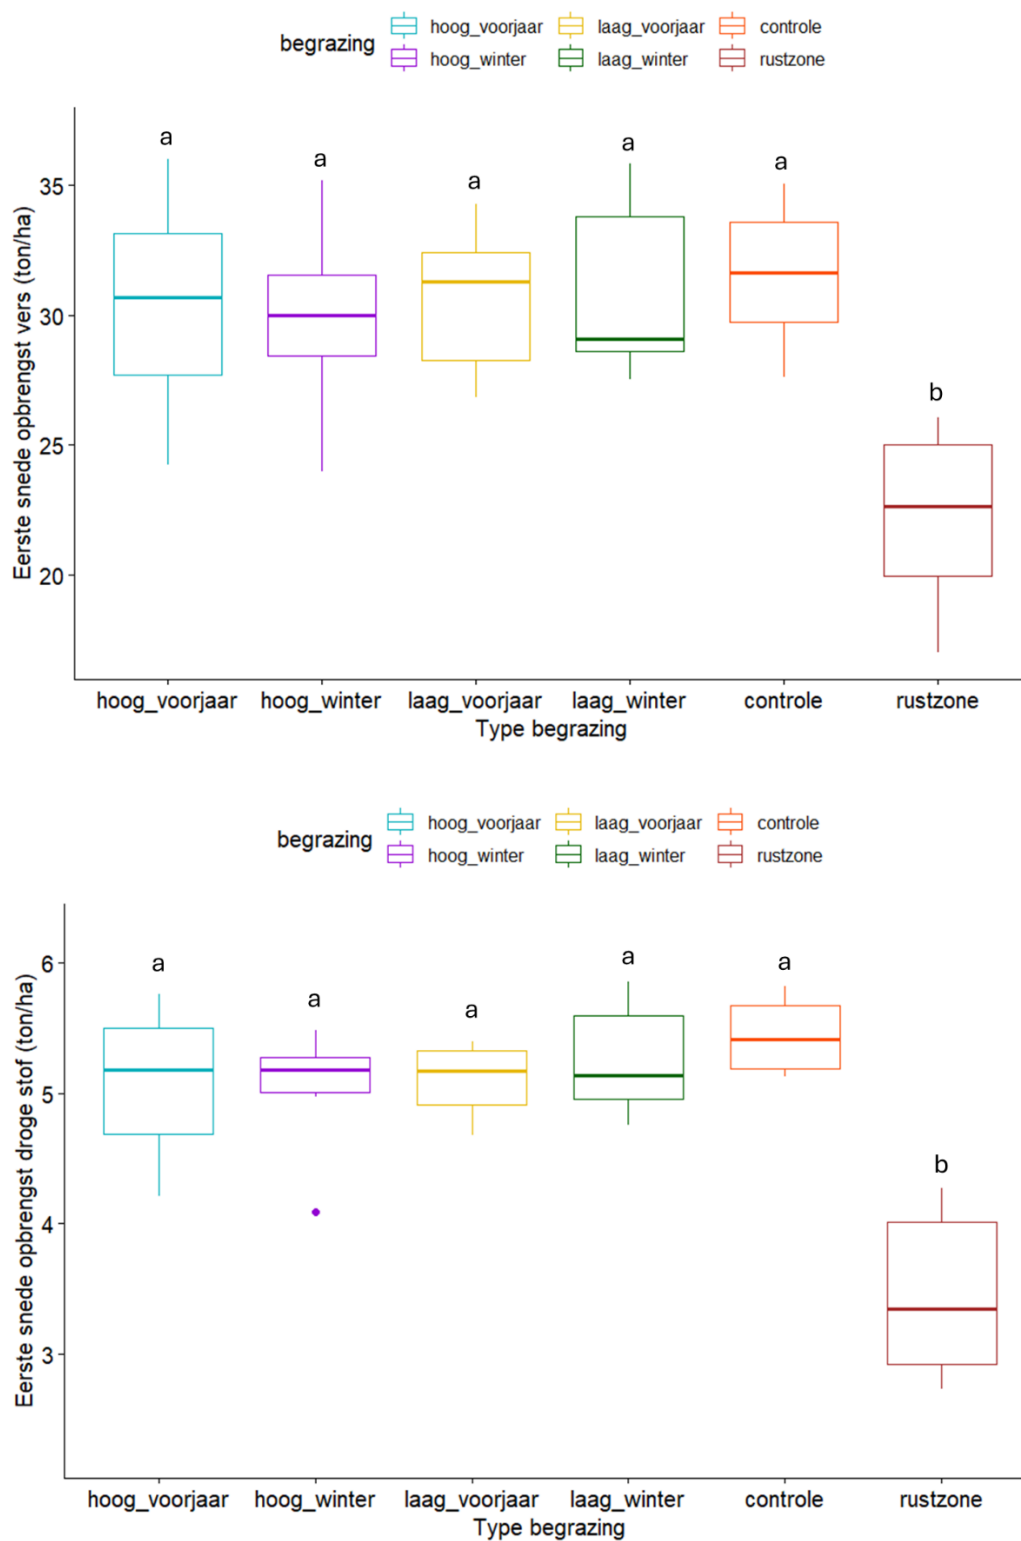 begrazing
hoog_voorjaar laag_voorjaar controle
hoog_winter laag_winter rustzone
Eerste snede opbrengst vers (ton/ha)
35
30
25
20
a a a a a b
hoog_voorjaar hoog_winter laag_voorjaar laag_winter controle rustzone
Type begrazing
begrazing
hoog_voorjaar laag_voorjaar controle
hoog_winter laag_winter rustzone
Eerste snede opbrengst droge stof (ton/ha)
6
5
4
3
a a a a a b
hoog_voorjaar hoog_winter laag_voorjaar laag_winter controle rustzone
Type begrazing